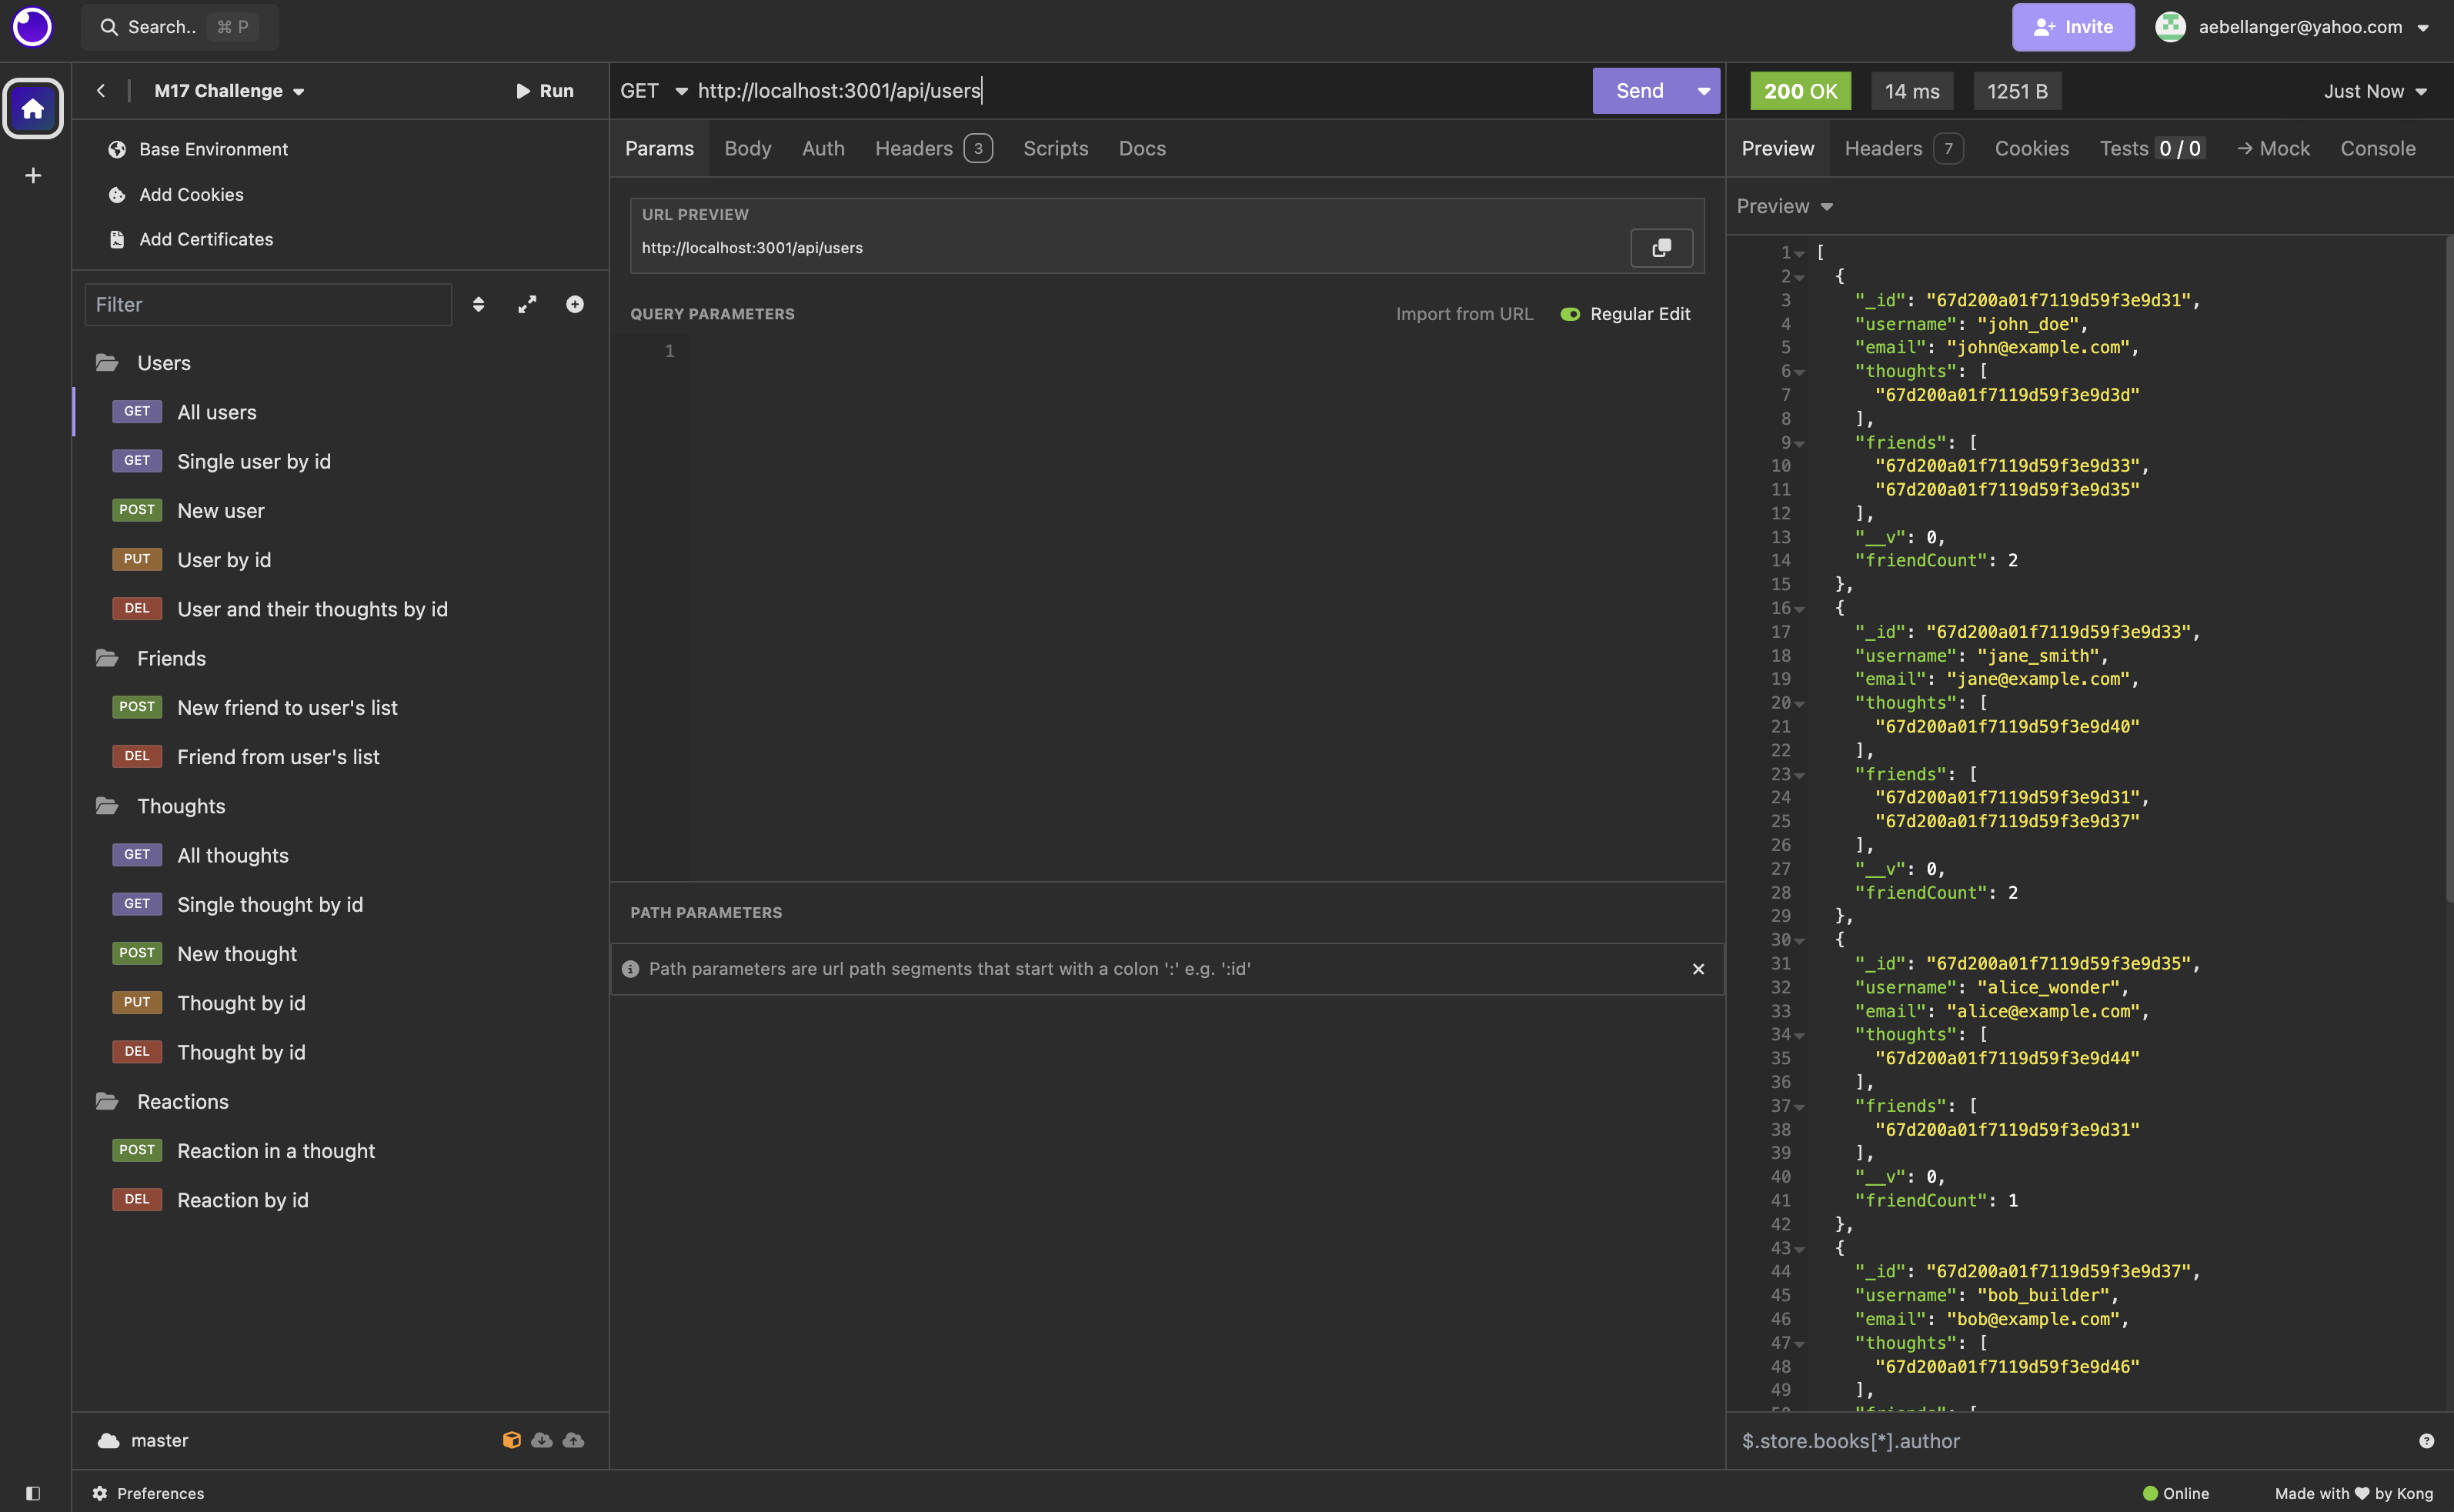 Search.. ⌘ P
Invite
aebellanger@yahoo.com
M17 Challenge
Run
Base Environment
Add Cookies
Add Certificates
Filter
Users
GET All users
GET Single user by id
POST New user
PUT User by id
DEL User and their thoughts by id
Friends
POST New friend to user's list
DEL Friend from user's list
Thoughts
GET All thoughts
GET Single thought by id
POST New thought
PUT Thought by id
DEL Thought by id
Reactions
POST Reaction in a thought
DEL Reaction by id
master
Preferences
GET http://localhost:3001/api/users
Send
Params Body Auth Headers 3 Scripts Docs
URL PREVIEW
http://localhost:3001/api/users
QUERY PARAMETERS
Import from URL
Regular Edit
1
PATH PARAMETERS
Path parameters are url path segments that start with a colon ':' e.g. ':id'
200 OK
14 ms
1251 B
Just Now
Preview Headers 7 Cookies Tests 0 / 0 → Mock Console
Preview
1 [
2 {
3 "_id": "67d200a01f7119d59f3e9d31",
4 "username": "john_doe",
5 "email": "john@example.com",
6 "thoughts": [
7 "67d200a01f7119d59f3e9d3d"
8 ],
9 "friends": [
10 "67d200a01f7119d59f3e9d33",
11 "67d200a01f7119d59f3e9d35"
12 ],
13 "__v": 0,
14 "friendCount": 2
15 },
16 {
17 "_id": "67d200a01f7119d59f3e9d33",
18 "username": "jane_smith",
19 "email": "jane@example.com",
20 "thoughts": [
21 "67d200a01f7119d59f3e9d40"
22 ],
23 "friends": [
24 "67d200a01f7119d59f3e9d31",
25 "67d200a01f7119d59f3e9d37"
26 ],
27 "__v": 0,
28 "friendCount": 2
29 },
30 {
31 "_id": "67d200a01f7119d59f3e9d35",
32 "username": "alice_wonder",
33 "email": "alice@example.com",
34 "thoughts": [
35 "67d200a01f7119d59f3e9d44"
36 ],
37 "friends": [
38 "67d200a01f7119d59f3e9d31"
39 ],
40 "__v": 0,
41 "friendCount": 1
42 },
43 {
44 "_id": "67d200a01f7119d59f3e9d37",
45 "username": "bob_builder",
46 "email": "bob@example.com",
47 "thoughts": [
48 "67d200a01f7119d59f3e9d46"
49 ],
$.store.books[*].author
Online
Made with ♥ by Kong